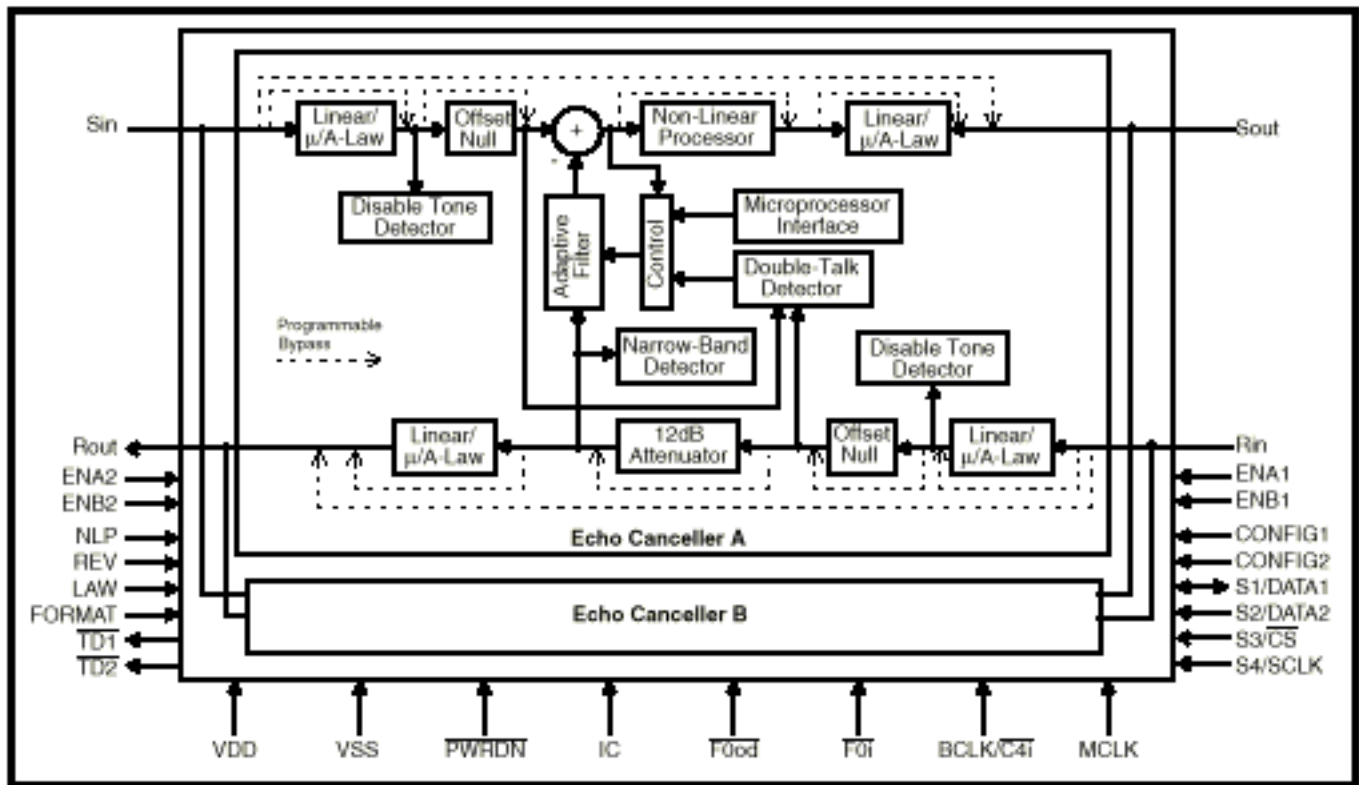 Sin
Linear/
μ/A-Law
Offset
Null
+
-
Non-Linear
Processor
Linear/
μ/A-Law
Sout
Disable Tone
Detector
Adaptive
Filter
Control
Microprocessor
Interface
Double-Talk
Detector
Programmable
Bypass
Narrow-Band
Detector
Disable Tone
Detector
Rout
Linear/
μ/A-Law
12dB
Attenuator
Offset
Null
Linear/
μ/A-Law
Rin
ENA2
ENB2
NLP
REV
LAW
FORMAT
TD1
TD2
Echo Canceller A
Echo Canceller B
ENA1
ENB1
CONFIG1
CONFIG2
S1/DATA1
S2/DATA2
S3/CS
S4/SCLK
VDD
VSS
PWRDN
IC
F0od
F0i
BCLK/C4i
MCLK